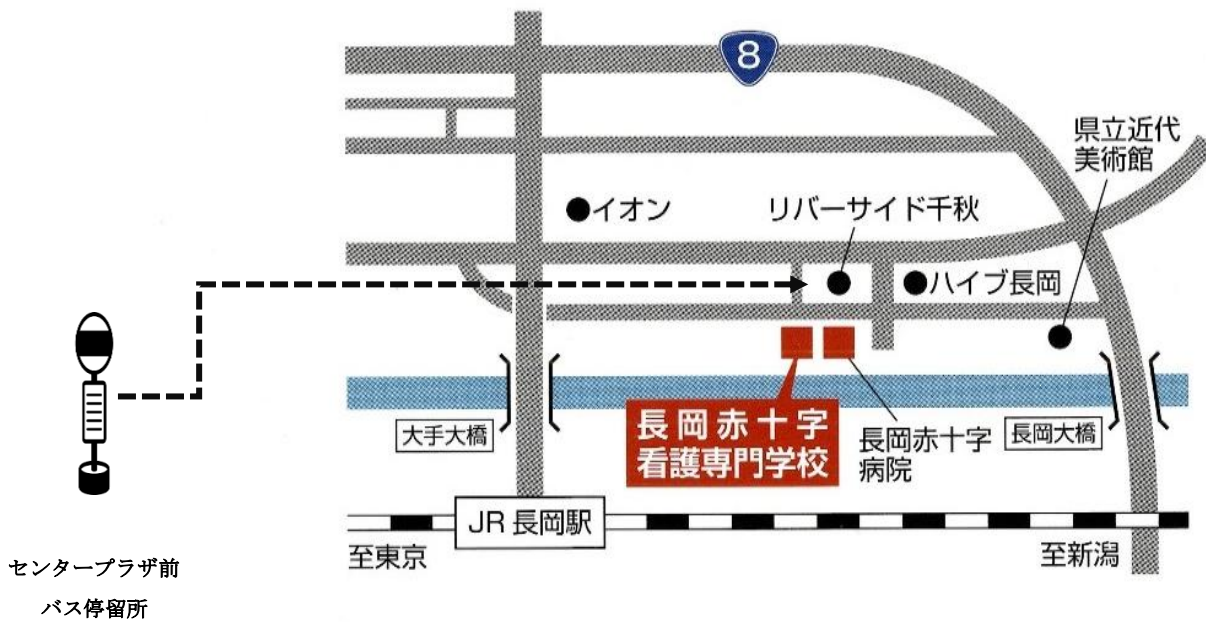 8
県立近代
美術館
イオン
リバーサイド千秋
ハイブ長岡
大手大橋
長岡赤十字
看護専門学校
長岡赤十字
病院
長岡大橋
JR 長岡駅
至東京
至新潟
センタープラザ前
バス停留所